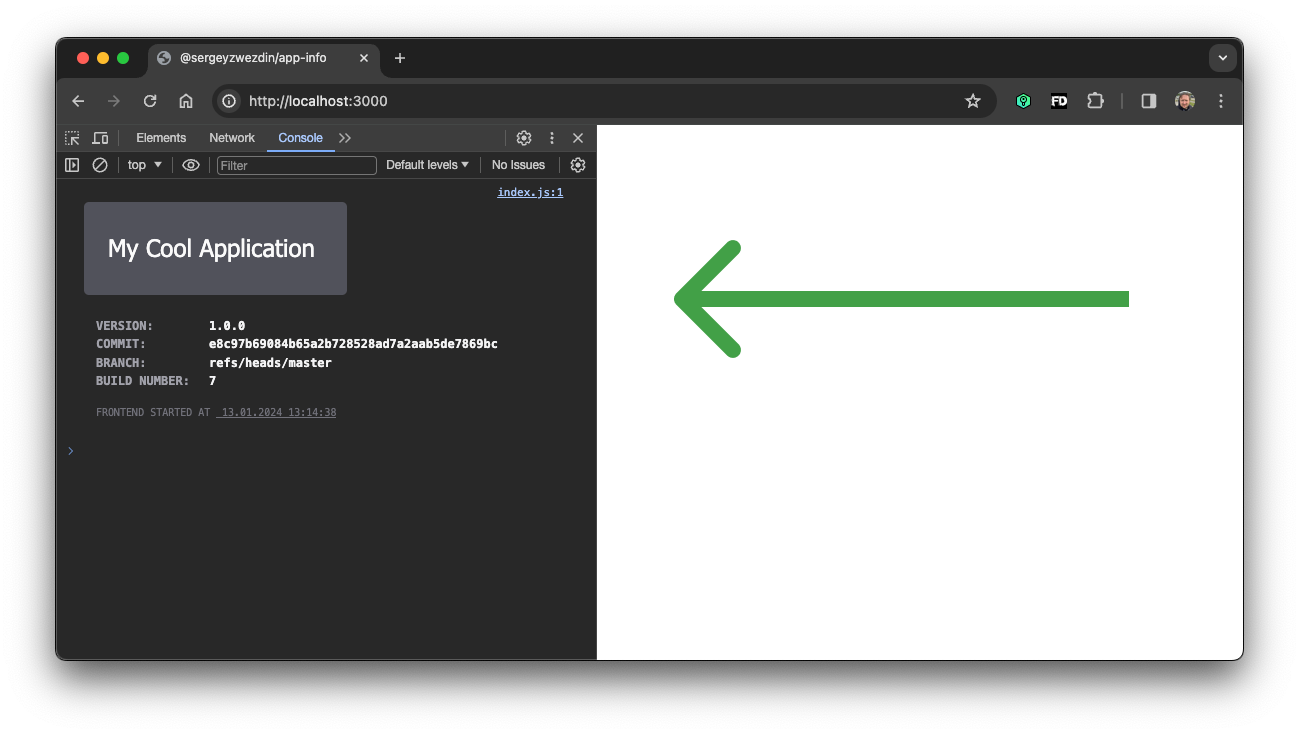 @sergeyzwezdin/app-info
http://localhost:3000
FD
Elements Network Console
top Filter Default levels No Issues
index.js:1
My Cool Application
VERSION: 1.0.0
COMMIT: e8c97b69084b65a2b728528ad7a2aab5de7869bc
BRANCH: refs/heads/master
BUILD NUMBER: 7
FRONTEND STARTED AT 13.01.2024 13:14:38